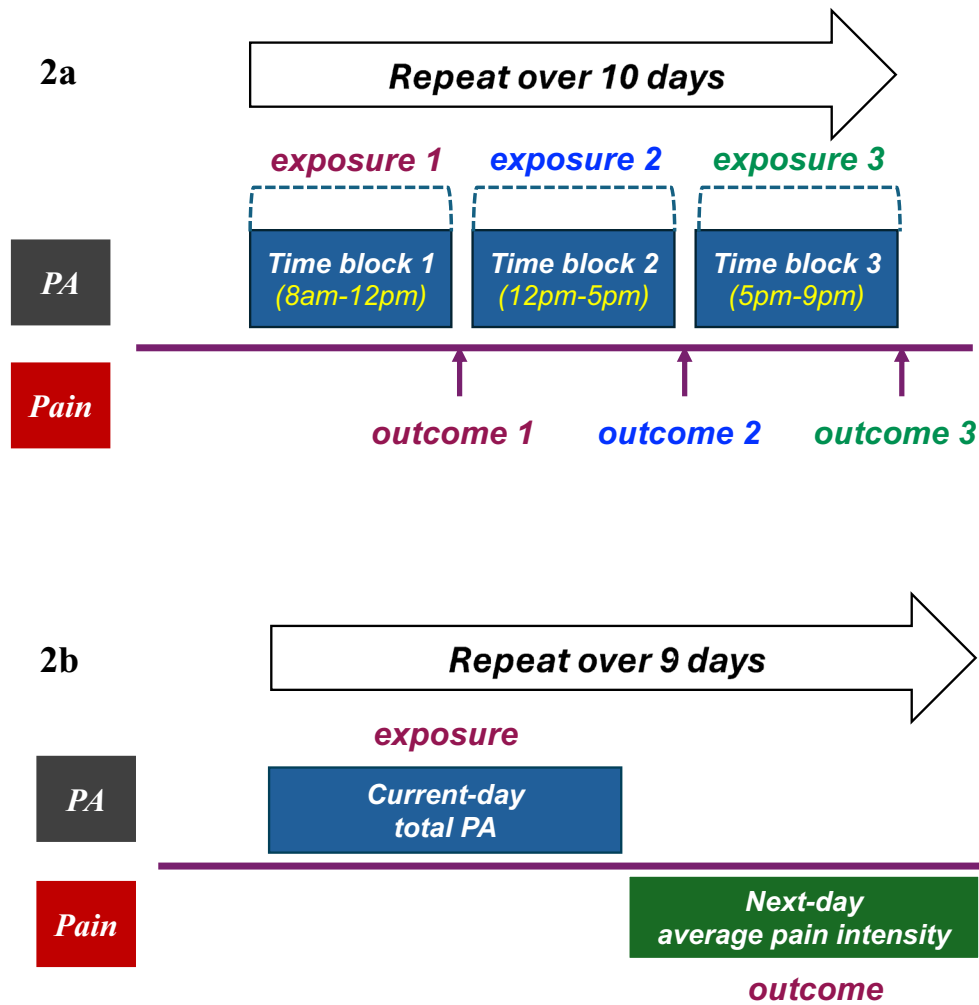 2a
Repeat over 10 days
exposure 1 exposure 2 exposure 3
PA
Time block 1 Time block 2 Time block 3
(8am-12pm) (12pm-5pm) (5pm-9pm)
Pain
outcome 1 outcome 2 outcome 3
2b
Repeat over 9 days
exposure
PA
Current-day
total PA
Pain
Next-day
average pain intensity
outcome